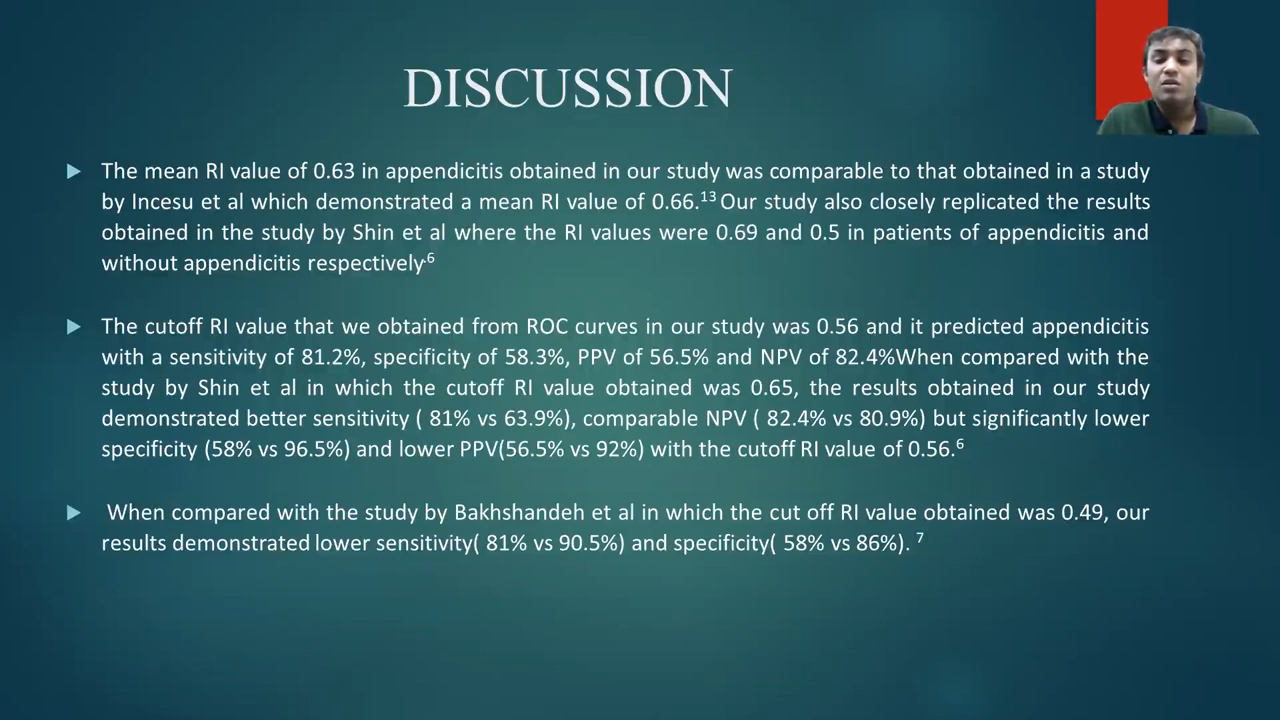 DISCUSSION
The mean RI value of 0.63 in appendicitis obtained in our study was comparable to that obtained in a study
by Incesu et al which demonstrated a mean RI value of 0.66.¹³ Our study also closely replicated the results
obtained in the study by Shin et al where the RI values were 0.69 and 0.5 in patients of appendicitis and
without appendicitis respectively.⁶
The cutoff RI value that we obtained from ROC curves in our study was 0.56 and it predicted appendicitis
with a sensitivity of 81.2%, specificity of 58.3%, PPV of 56.5% and NPV of 82.4%When compared with the
study by Shin et al in which the cutoff RI value obtained was 0.65, the results obtained in our study
demonstrated better sensitivity ( 81% vs 63.9%), comparable NPV ( 82.4% vs 80.9%) but significantly lower
specificity (58% vs 96.5%) and lower PPV(56.5% vs 92%) with the cutoff RI value of 0.56.⁶
When compared with the study by Bakhshandeh et al in which the cut off RI value obtained was 0.49, our
results demonstrated lower sensitivity( 81% vs 90.5%) and specificity( 58% vs 86%). ⁷